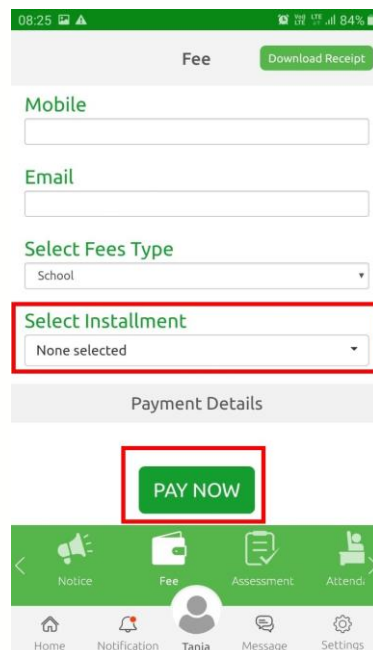 08:25 84%
Fee Download Receipt
Mobile
Email
Select Fees Type
School
Select Installment
None selected
Payment Details
PAY NOW
Notice Fee Assessment Attend
Home Notification Tania Message Settings